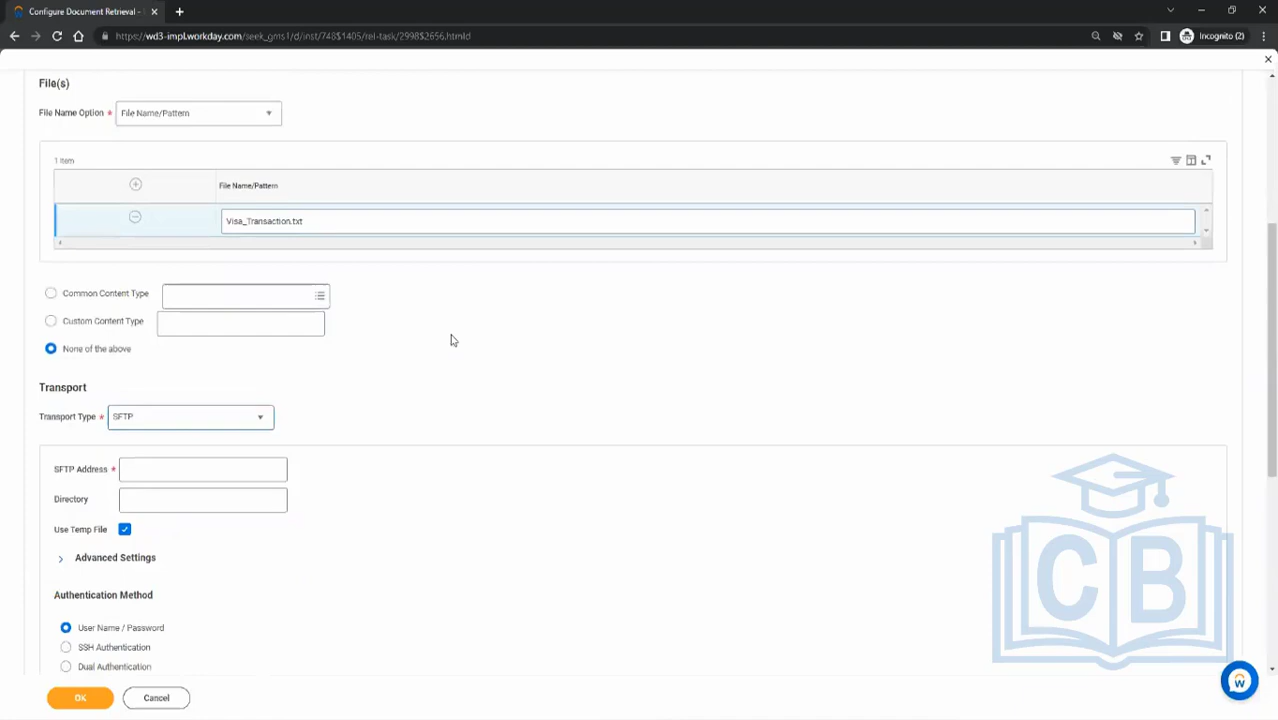 Configure Document Retrieval -
https://wd3-impl.workday.com/seek_gms1/d/inst/748$1405/rel-task/2998$2656.htmld
Incognito (2)
File(s)
File Name Option * File Name/Pattern
1 item
File Name/Pattern
Visa_Transaction.txt
Common Content Type
Custom Content Type
None of the above
Transport
Transport Type * SFTP
SFTP Address *
Directory
Use Temp File
Advanced Settings
Authentication Method
User Name / Password
SSH Authentication
Dual Authentication
OK Cancel
C B
W